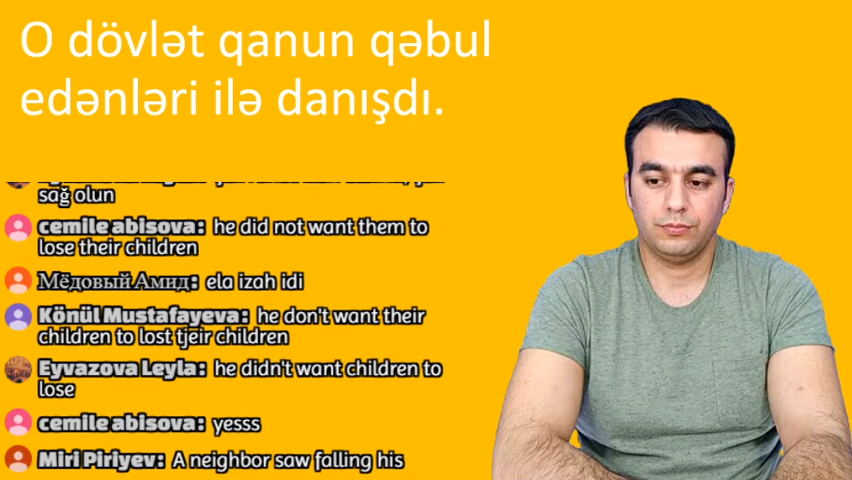 O dövlət qanun qəbul
edənləri ilə danışdı.
sağ olun
cemile abisova: he did not want them to
lose their children
Мёдовый Амид: ela izah idi
Könül Mustafayeva: he don't want their
children to lost tjeir children
Eyvazova Leyla: he didn't want children to
lose
cemile abisova: yesss
Miri Piriyev: A neighbor saw falling his